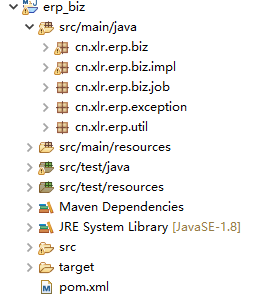 erp_biz
src/main/java
cn.xlr.erp.biz
cn.xlr.erp.biz.impl
cn.xlr.erp.biz.job
cn.xlr.erp.exception
cn.xlr.erp.util
src/main/resources
src/test/java
src/test/resources
Maven Dependencies
JRE System Library [JavaSE-1.8]
src
target
pom.xml